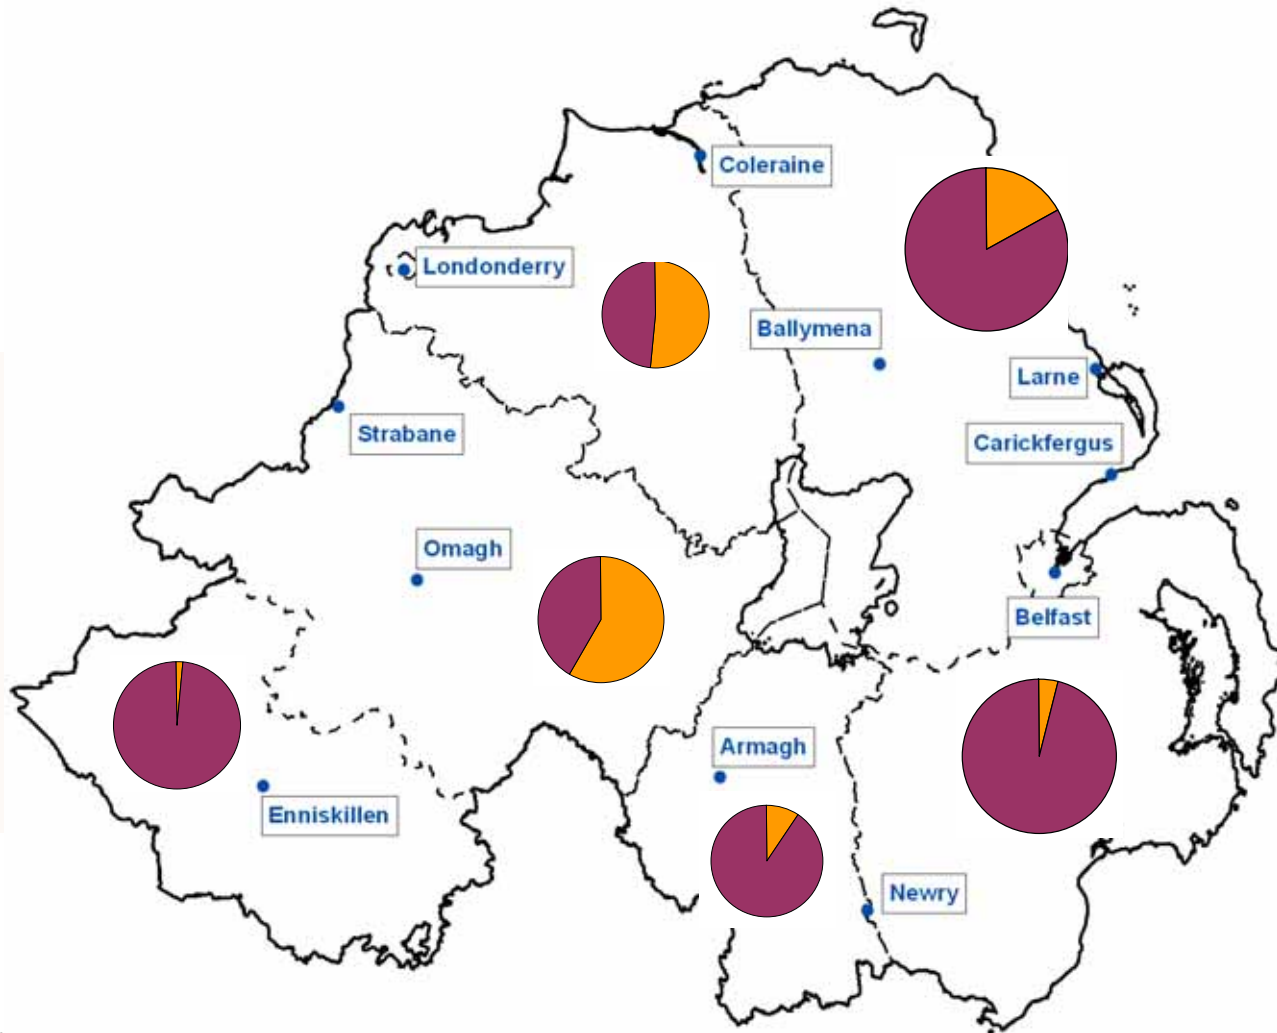 Coleraine
Londonderry
Ballymena
Larne
Strabane
Carickfergus
Omagh
Belfast
Armagh
Enniskillen
Newry